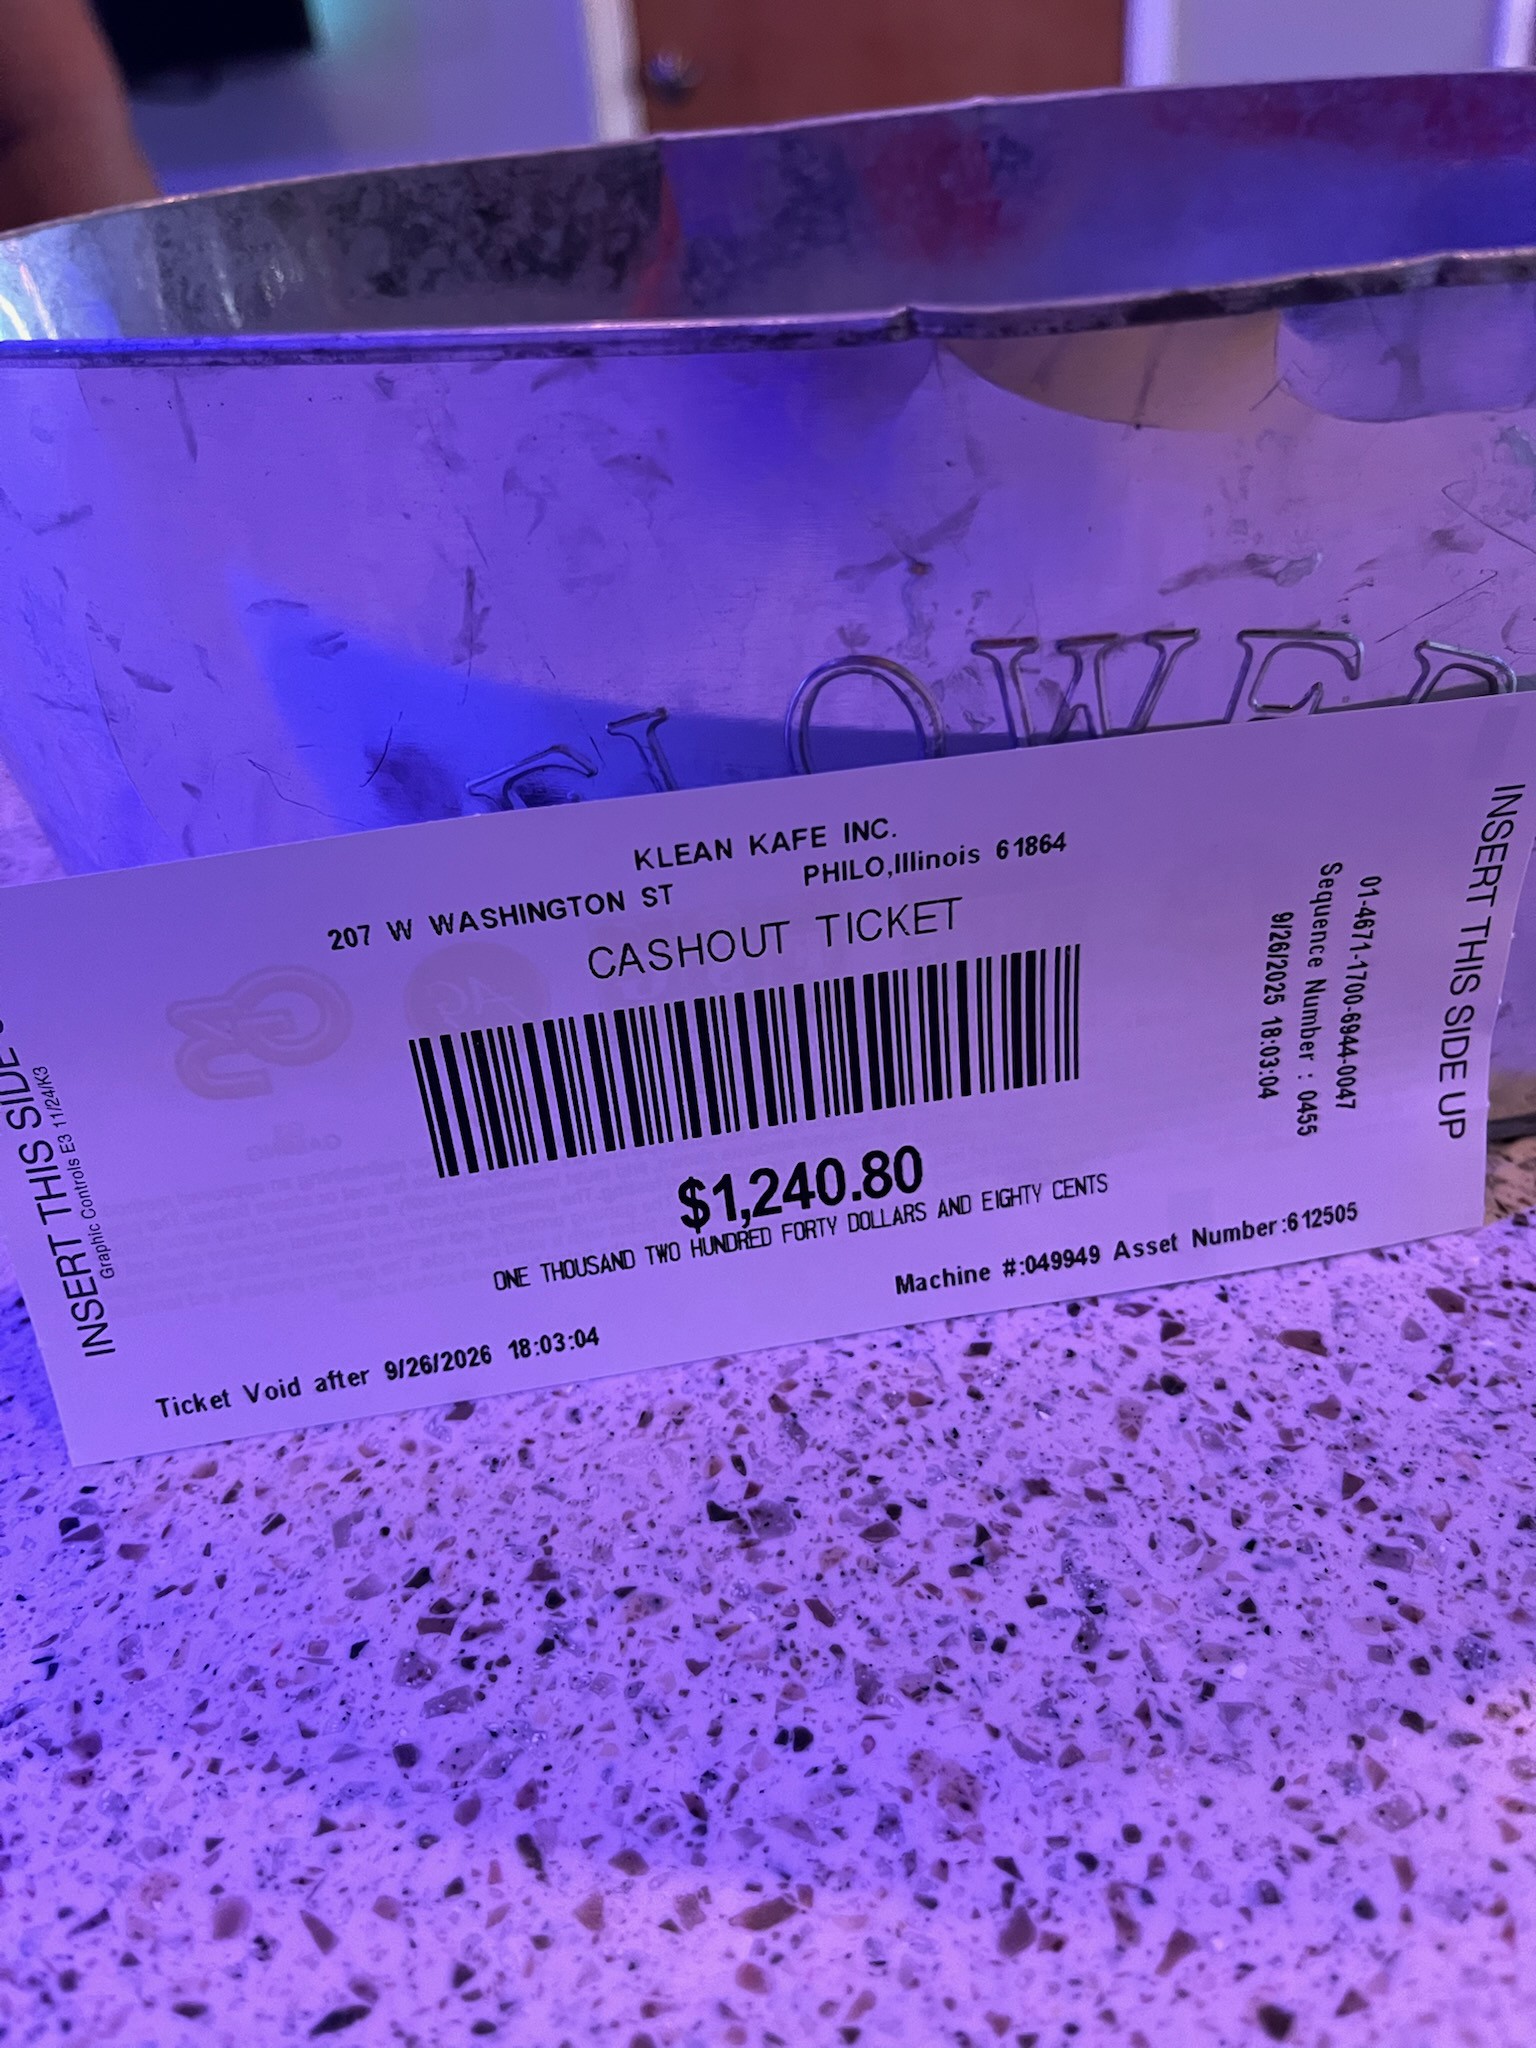 FLOWER
KLEAN KAFE INC.
207 W WASHINGTON ST PHILO,Illinois 61864
CASHOUT TICKET
$1,240.80
ONE THOUSAND TWO HUNDRED FORTY DOLLARS AND EIGHTY CENTS
Machine #:049949 Asset Number:612505
Ticket Void after 9/26/2026 18:03:04
INSERT THIS SIDE
Graphic Controls E3 11/24/K3
9/26/2025 18:03:04
Sequence Number : 0455
01-4671-1700-6944-0047
INSERT THIS SIDE UP